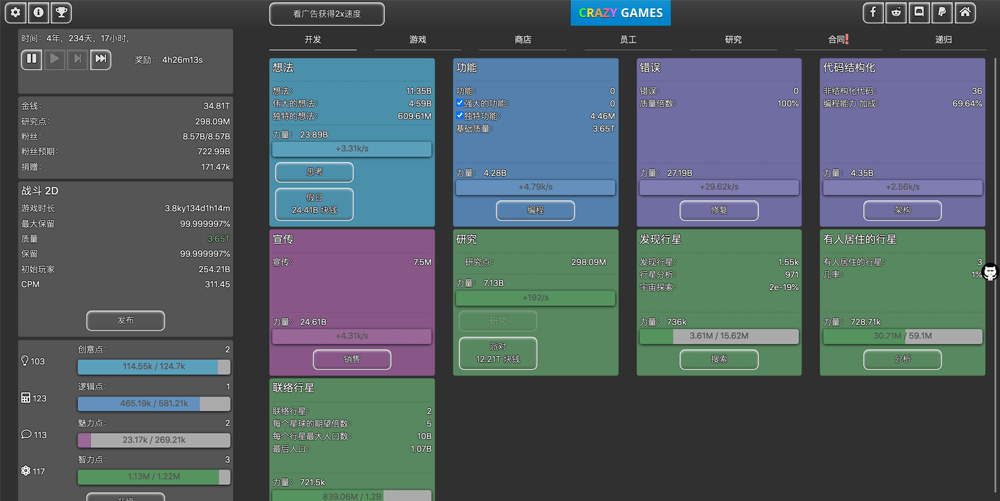 看广告获得2x速度
CRAZY GAMES
时间: 4年, 234天, 17小时,
奖励: 4h26m13s
金钱: 34.81T
研究点: 298.09M
粉丝: 8.57B/8.57B
粉丝预期: 722.99B
捐赠: 171.47k
战斗 2D
游戏时长 3.8ky134d1h14m
最大保留 99.999997%
质量 3.65T
保留 99.999997%
初始玩家 254.21B
CPM 311.45
发布
103 创意点: 2
114.55k / 124.7k
123 逻辑点: 1
465.19k / 581.21k
113 魅力点: 2
23.17k / 269.21k
117 智力点: 3
1.13M / 1.22M
开发 游戏 商店 员工 研究 合同! 递归
想法
想法: 11.35B
伟大的想法: 4.59B
独特的想法: 609.61M
力量: 23.89B
+3.31k/s
思考
假日
24.41B 块钱
功能
功能: 0
强大的功能: 0
独特功能: 4.46M
基础质量: 3.65T
力量: 4.28B
+4.79k/s
编程
错误
错误: 0
质量倍数: 100%
力量: 27.19B
+29.62k/s
修复
代码结构化
非结构化代码: 36
编程能力 加成: 69.64%
力量: 4.35B
+2.56k/s
架构
宣传
宣传: 7.5M
力量: 24.61B
+4.31k/s
销售
研究
研究点: 298.09M
力量: 7.13B
+192/s
研究
派对
12.21T 块钱
发现行星
发现行星: 1.55k
行星分析: 971
宇宙探索: 2e-19%
力量: 736k
3.61M / 15.62M
搜索
有人居住的行星
有人居住的行星: 3
几率: 1%
力量: 728.71k
30.71M / 59.1M
分析
联络行星
联络行星: 2
每个星球的期望倍数: 5
每个行星最大人口数: 10B
最后人口: 1.07B
力量: 721.5k
839.06M / 1.2B